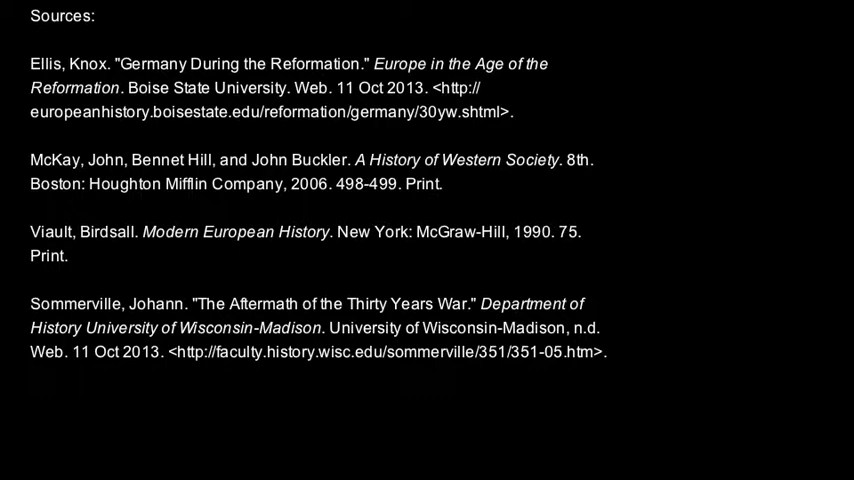 Sources:
Ellis, Knox. "Germany During the Reformation." Europe in the Age of the
Reformation. Boise State University. Web. 11 Oct 2013. <http://
europeanhistory.boisestate.edu/reformation/germany/30yw.shtml>.
McKay, John, Bennet Hill, and John Buckler. A History of Western Society. 8th.
Boston: Houghton Mifflin Company, 2006. 498-499. Print.
Viault, Birdsall. Modern European History. New York: McGraw-Hill, 1990. 75.
Print.
Sommerville, Johann. "The Aftermath of the Thirty Years War." Department of
History University of Wisconsin-Madison. University of Wisconsin-Madison, n.d.
Web. 11 Oct 2013. <http://faculty.history.wisc.edu/sommerville/351/351-05.htm>.